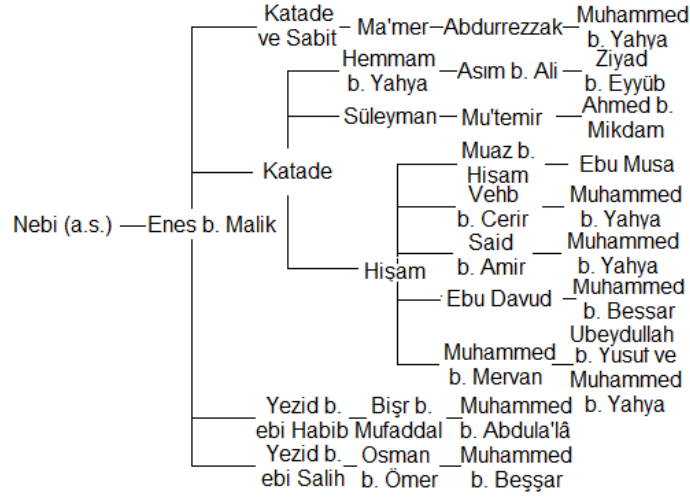 Katade
ve Sabit
Ma'mer
Abdurrezzak
Muhammed
b. Yahya
Hemmam
b. Yahya
Asım b. Ali
Ziyad
b. Eyyüb
Süleyman
Mu'temir
Ahmed b.
Mikdam
Katade
Muaz b.
Hişam
Ebu Musa
Vehb
b. Cerir
Muhammed
b. Yahya
Nebi (a.s.)
Enes b. Malik
Said
b. Amir
Muhammed
b. Yahya
Hişam
Ebu Davud
Muhammed
b. Bessar
Muhammed
b. Mervan
Ubeydullah
b. Yusuf ve
Muhammed
b. Yahya
Yezid b.
ebi Habib
Bişr b.
Mufaddal
Muhammed
b. Abdula'lâ
Yezid b.
ebi Salih
Osman
b. Ömer
Muhammed
b. Beşşar